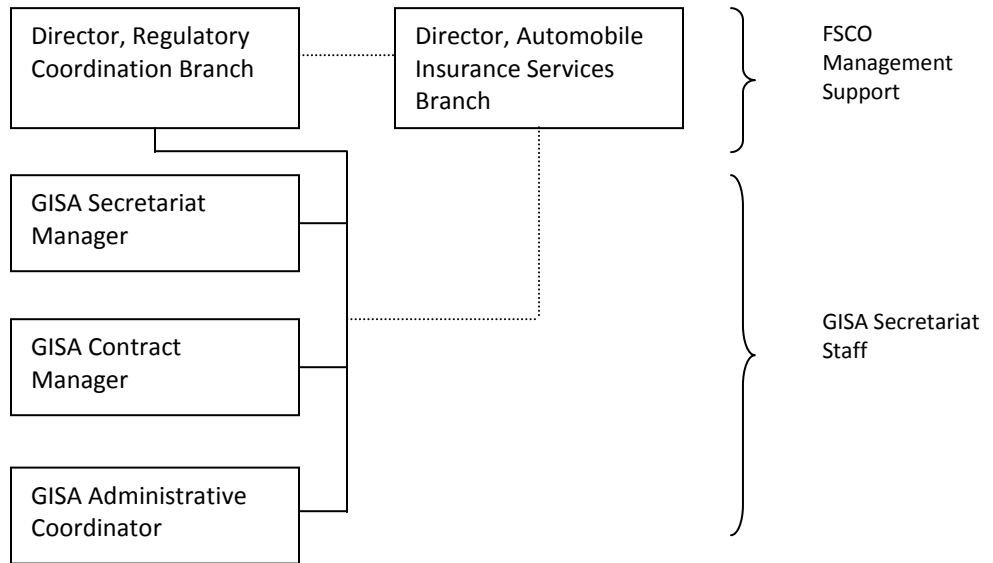 Director, Regulatory
Coordination Branch
Director, Automobile
Insurance Services
Branch
FSCO
Management
Support
GISA Secretariat
Manager
GISA Contract
Manager
GISA Administrative
Coordinator
GISA Secretariat
Staff